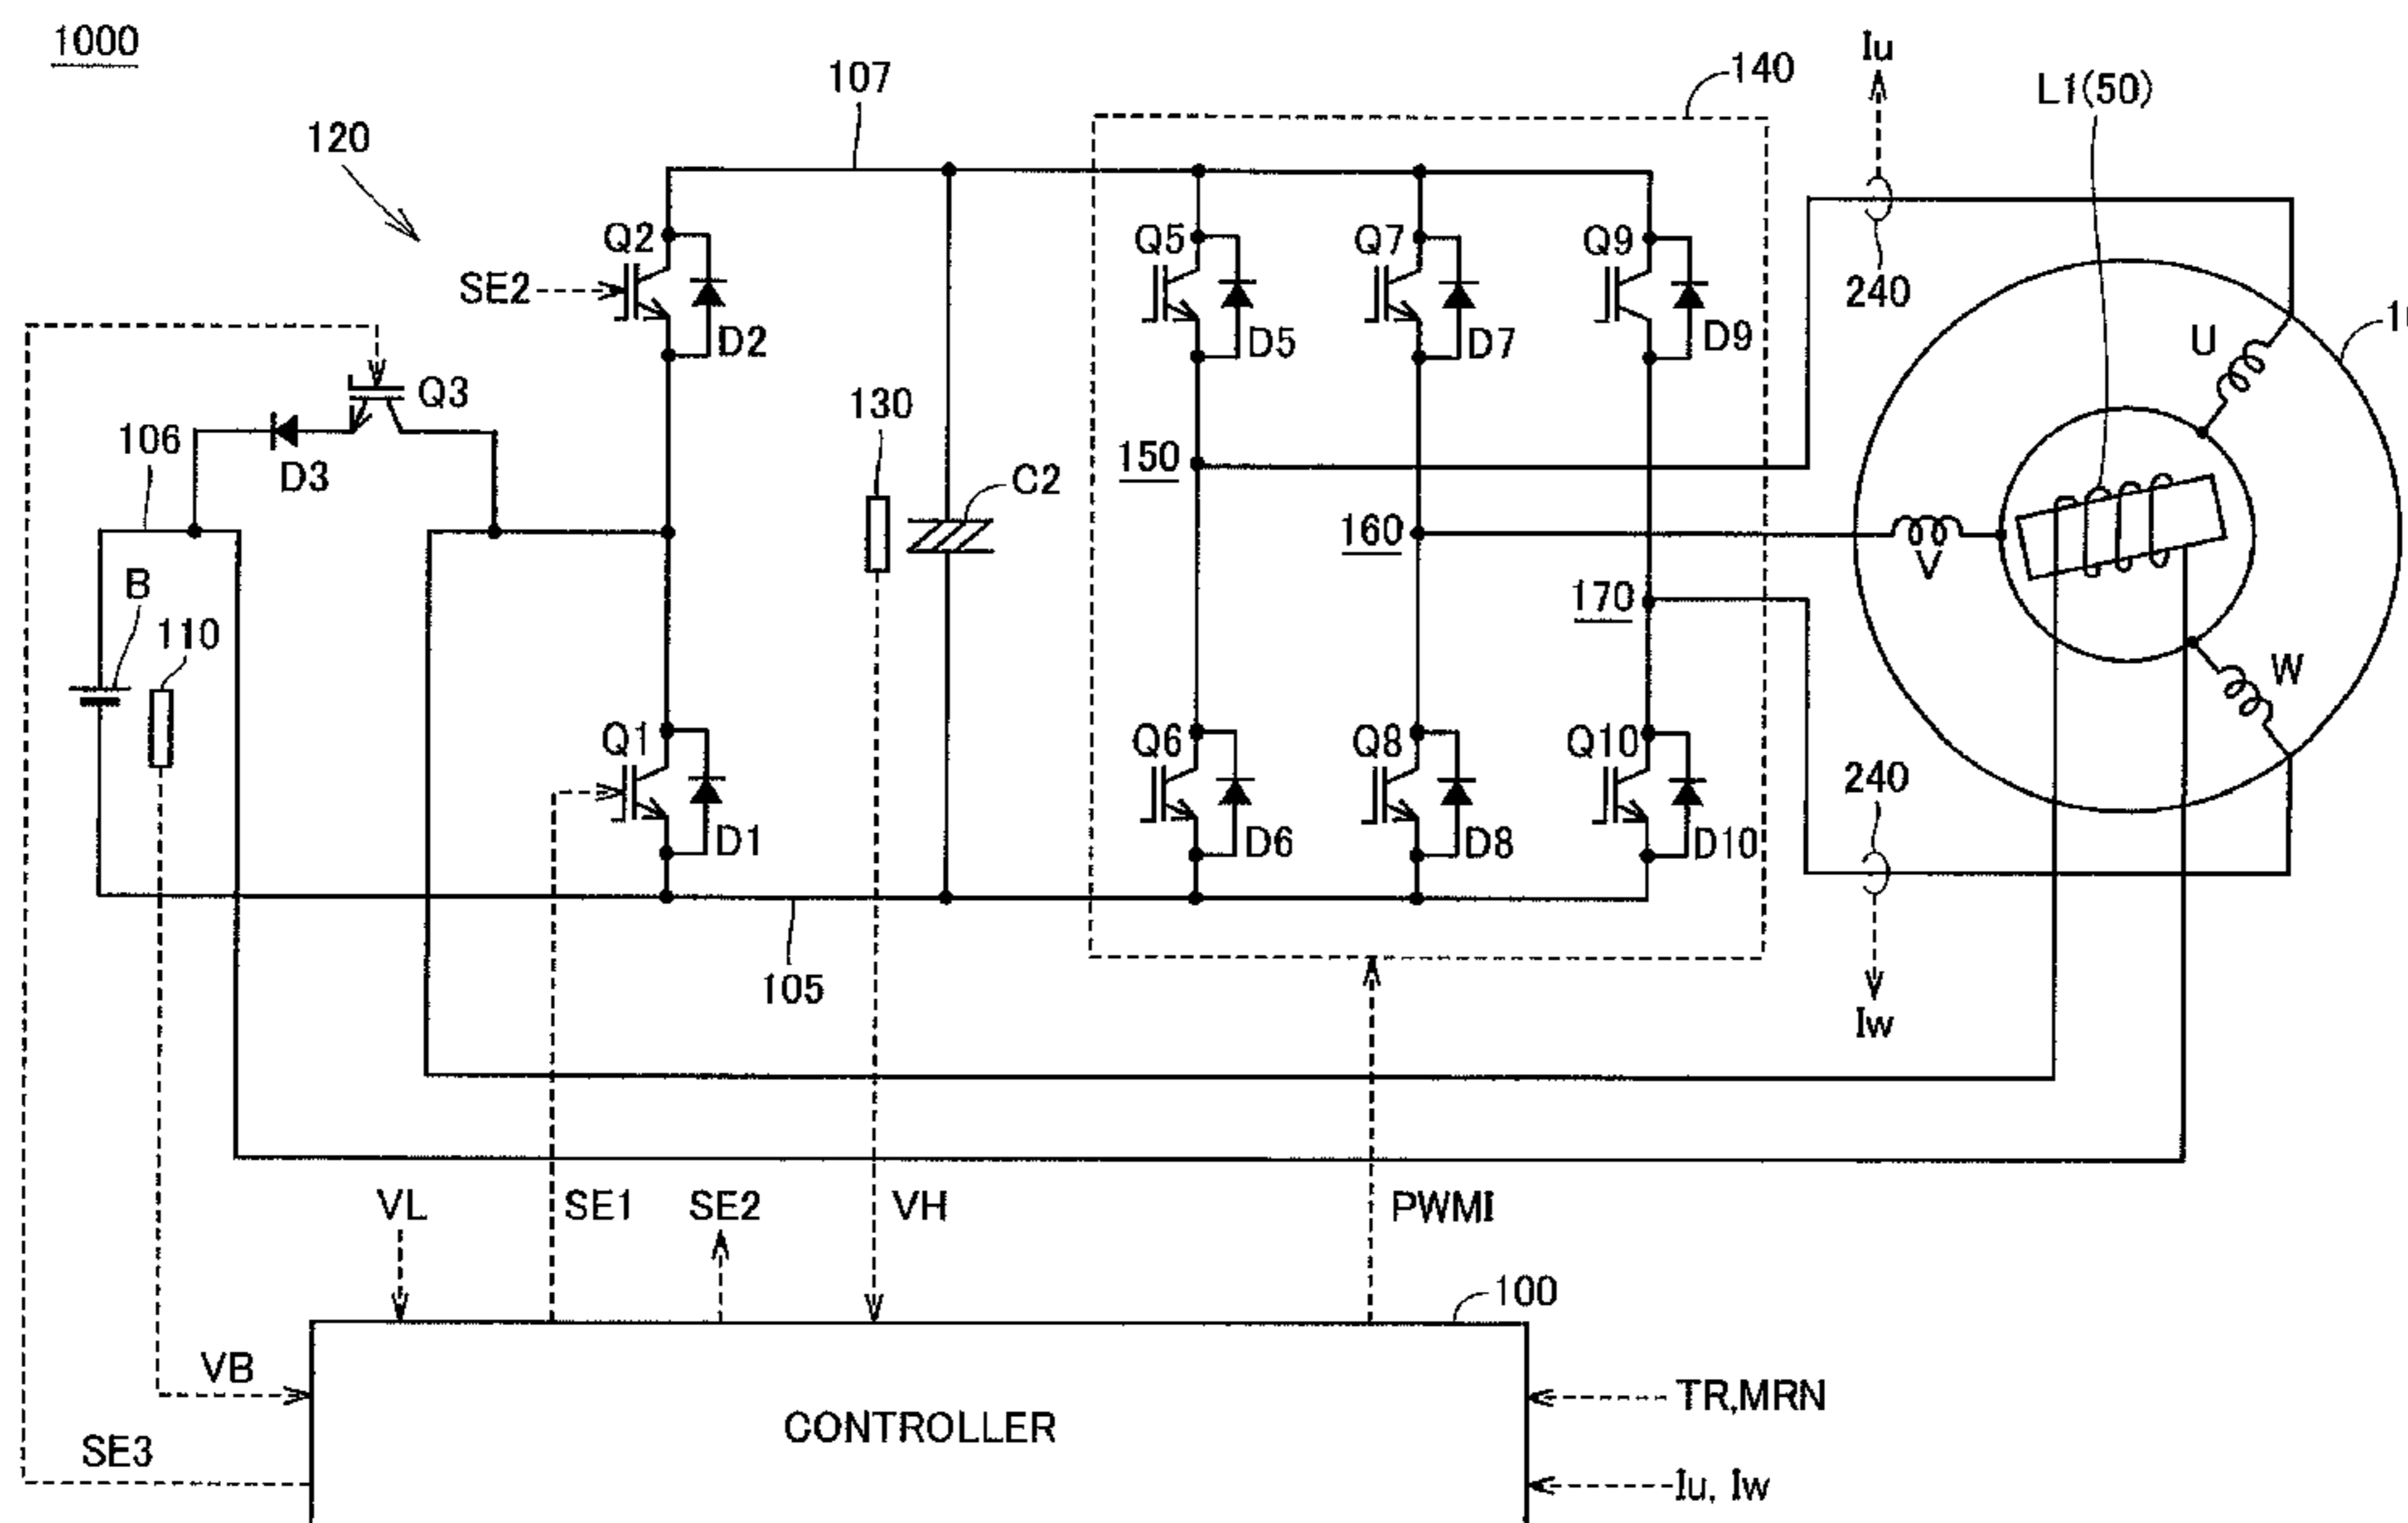 1000
Iu
107
140
L1(50)
120
Q2
Q5
Q7
Q9
SE2
240
D2
D5
D7
D9
U
Q3
130
106
D3
150
C2
160
V
B
170
110
W
Q1
Q6
Q8
Q10
240
D1
D6
D8
D10
105
Iw
VL
SE1
SE2
VH
PWMI
100
VB
TR,MRN
CONTROLLER
SE3
Iu, Iw